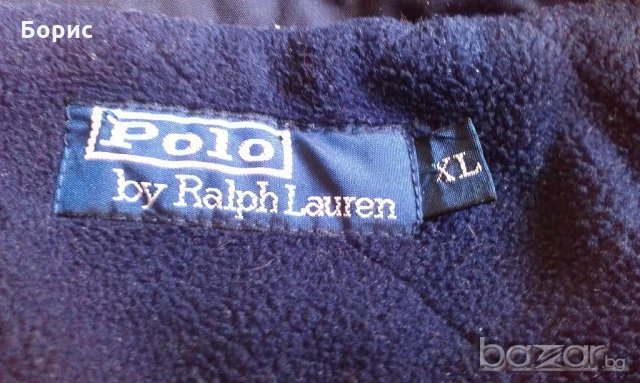 Борис
Polo
by Ralph Lauren
XL
bazar.bg